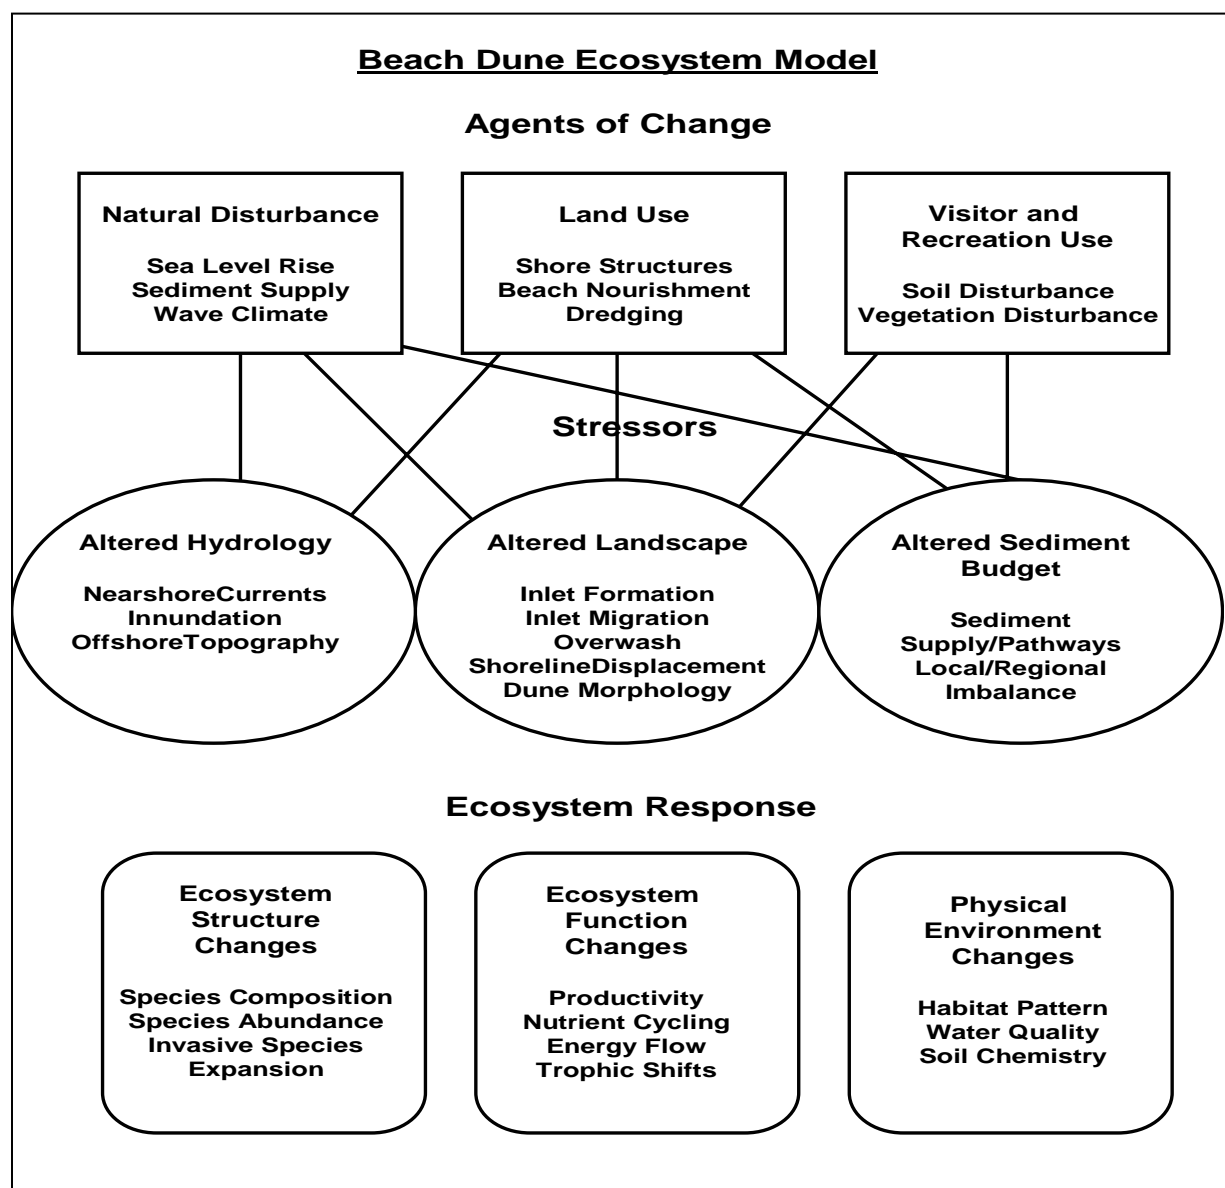 Beach Dune Ecosystem Model
Agents of Change
Natural Disturbance
Sea Level Rise
Sediment Supply
Wave Climate
Land Use
Shore Structures
Beach Nourishment
Dredging
Visitor and
Recreation Use
Soil Disturbance
Vegetation Disturbance
Stressors
Altered Hydrology
NearshoreCurrents
Innundation
OffshoreTopography
Altered Landscape
Inlet Formation
Inlet Migration
Overwash
ShorelineDisplacement
Dune Morphology
Altered Sediment
Budget
Sediment
Supply/Pathways
Local/Regional
Imbalance
Ecosystem Response
Ecosystem
Structure
Changes
Species Composition
Species Abundance
Invasive Species
Expansion
Ecosystem
Function
Changes
Productivity
Nutrient Cycling
Energy Flow
Trophic Shifts
Physical
Environment
Changes
Habitat Pattern
Water Quality
Soil Chemistry